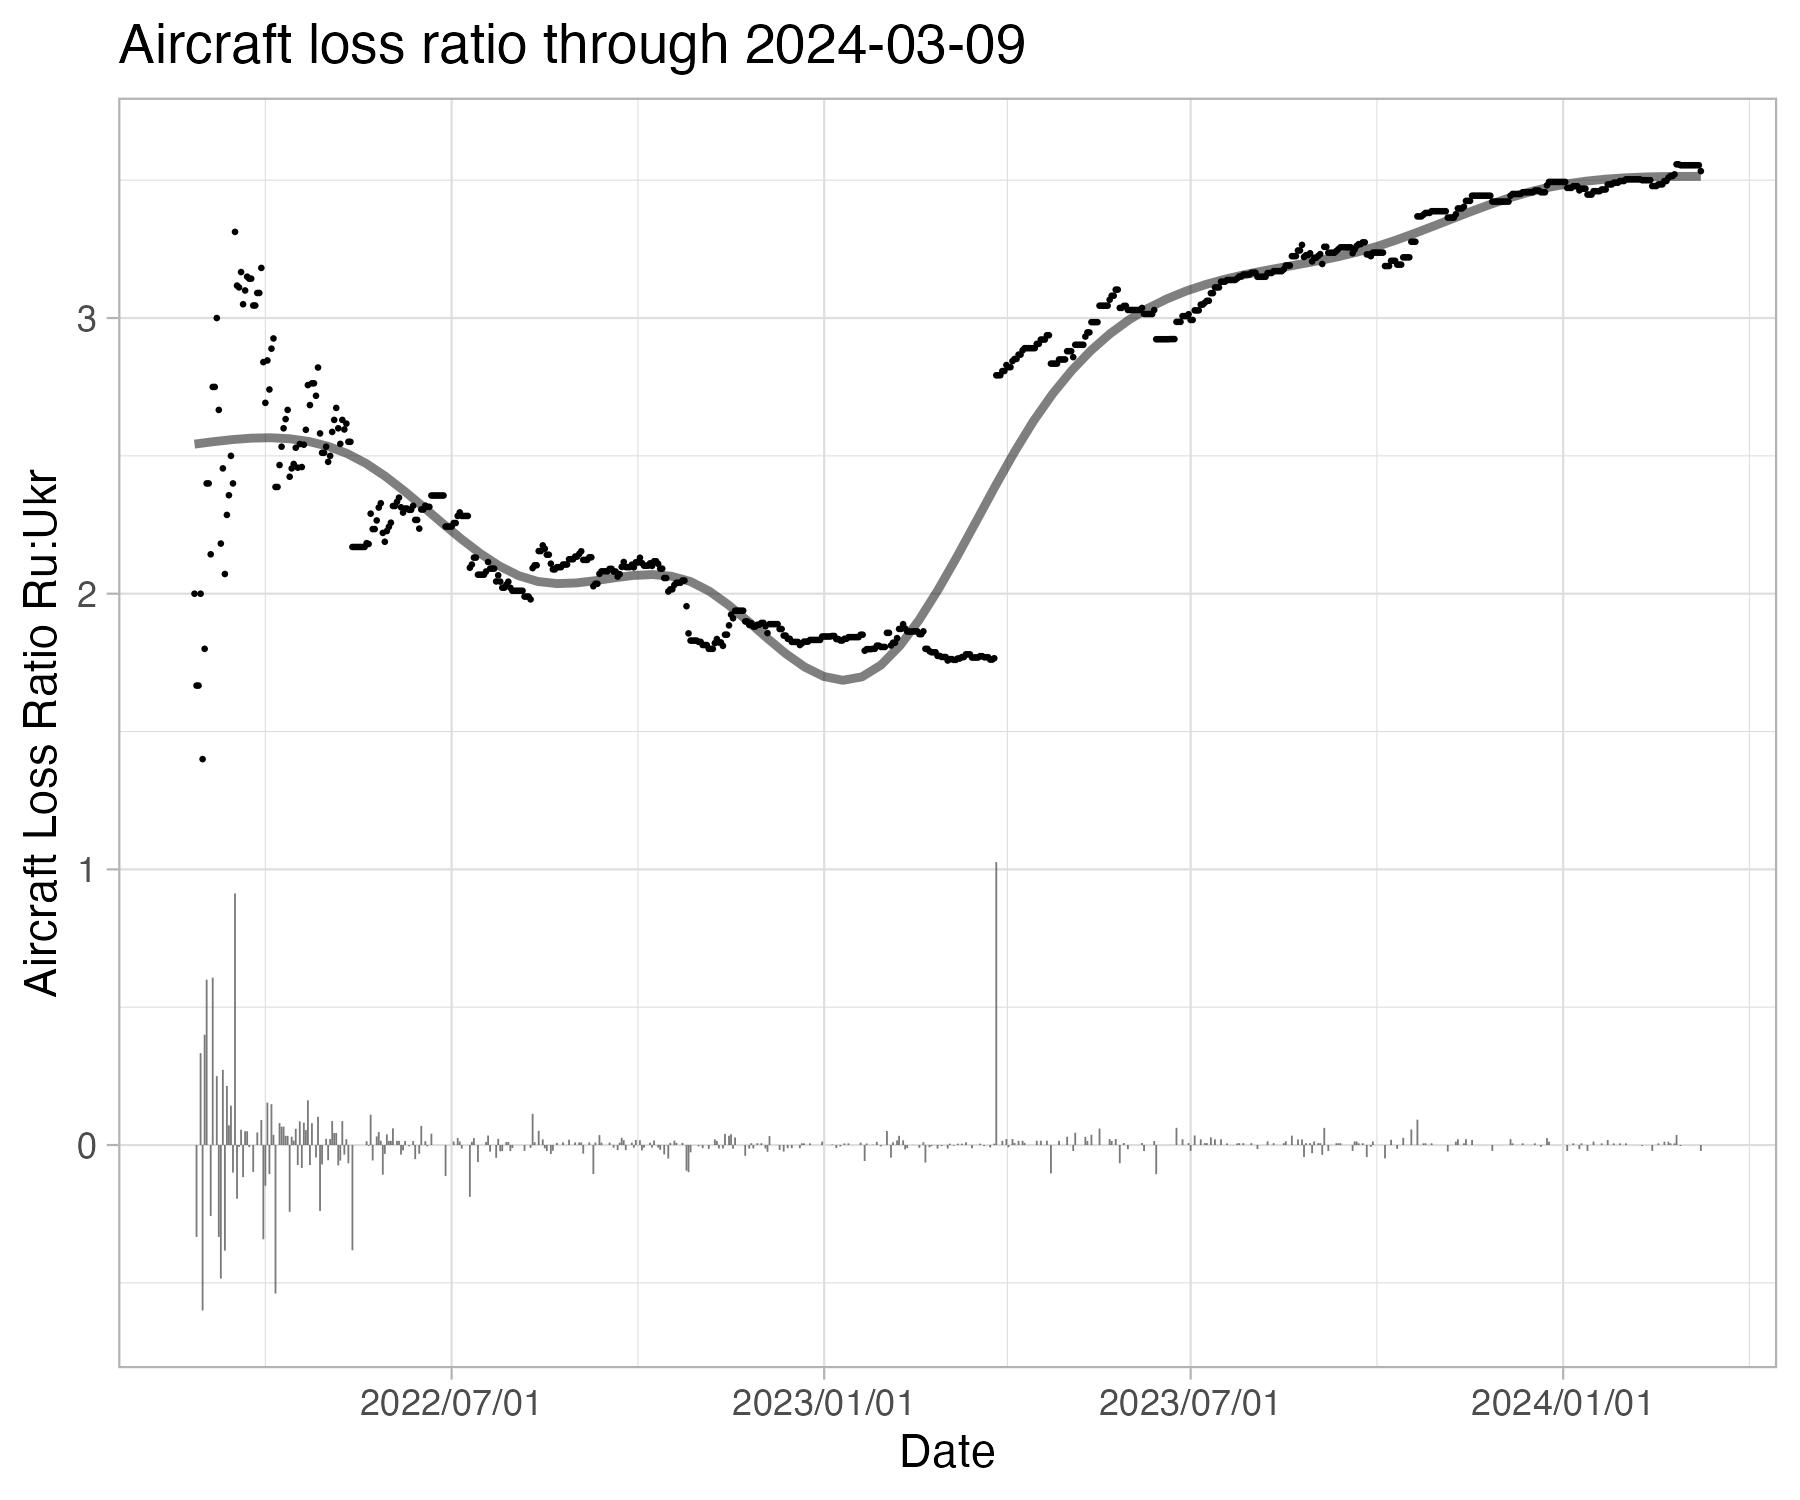 Aircraft loss ratio through 2024-03-09
Aircraft Loss Ratio Ru:Ukr
3
2
1
0
2022/07/01
2023/01/01
2023/07/01
2024/01/01
Date